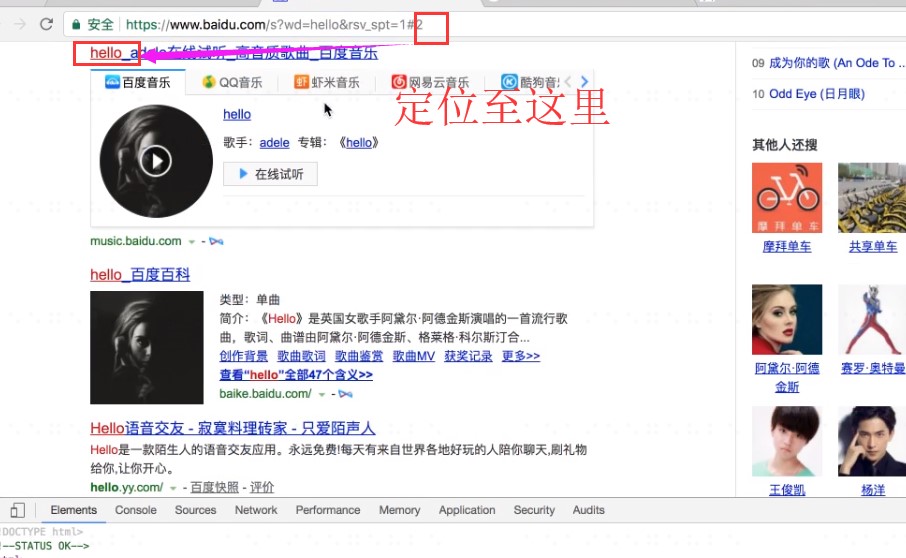 安全 https://www.baidu.com/s?wd=hello&rsv_spt=1#2
hello_adele在线试听_高音质歌曲_百度音乐
百度音乐 QQ音乐 虾米音乐 网易云音乐 酷狗音
定位至这里
hello
歌手: adele 专辑:《hello》
在线试听
music.baidu.com
hello_百度百科
类型: 单曲
简介:《Hello》是英国女歌手阿黛尔·阿德金斯演唱的一首流行歌
曲, 歌词、曲谱由阿黛尔·阿德金斯、格莱格·科尔斯汀合...
创作背景 歌曲歌词 歌曲鉴赏 歌曲MV 获奖记录 更多>>
查看“hello”全部47个含义>>
baike.baidu.com/
Hello语音交友 - 寂寞料理砖家 - 只爱陌声人
Hello是一款陌生人的语音交友应用。永远免费!每天有来自世界各地好玩的人陪你聊天,刷礼物
给你,让你开心。
hello.yy.com/ - 百度快照 - 评价
09 成为你的歌 (An Ode To ..
10 Odd Eye (日月眼)
其他人还搜
摩拜单车
摩拜单车 共享单车
阿黛尔·阿德
金斯
赛罗·奥特曼
王俊凯 杨洋
Elements Console Sources Network Performance Memory Application Security Audits
DOCTYPE html>
!--STATUS OK-->